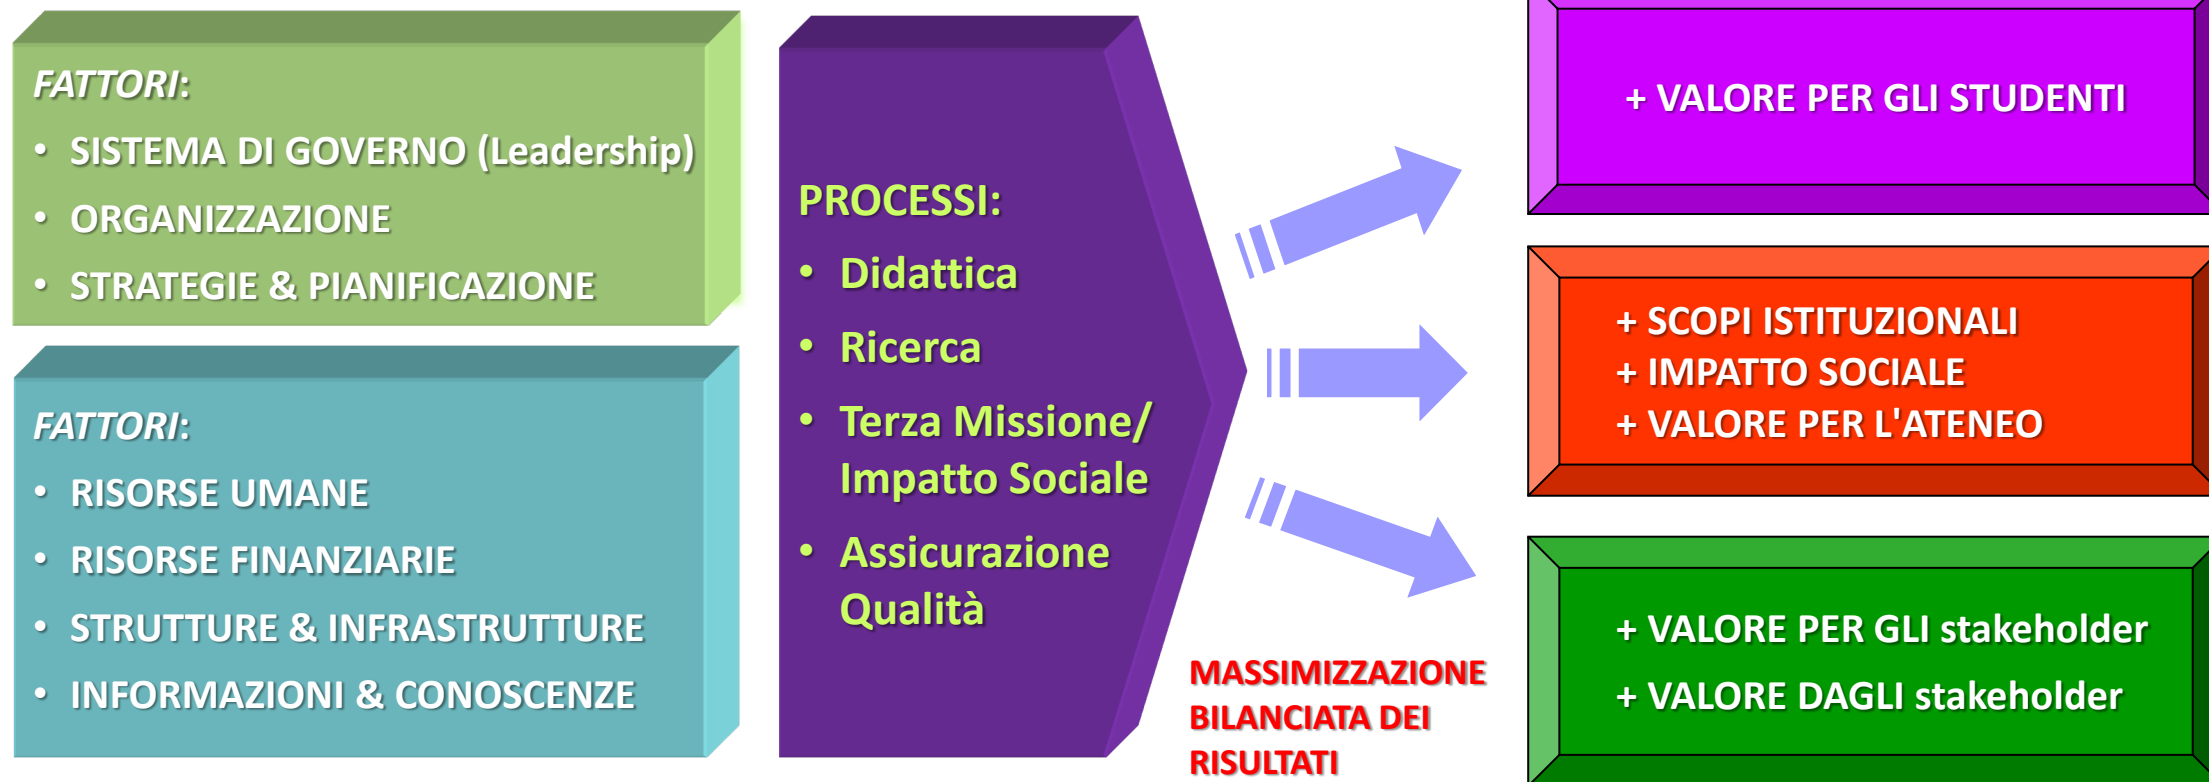 FATTORI:
• SISTEMA DI GOVERNO (Leadership)
• ORGANIZZAZIONE
• STRATEGIE & PIANIFICAZIONE
FATTORI:
• RISORSE UMANE
• RISORSE FINANZIARIE
• STRUTTURE & INFRASTRUTTURE
• INFORMAZIONI & CONOSCENZE
PROCESSI:
• Didattica
• Ricerca
• Terza Missione/
Impatto Sociale
• Assicurazione
Qualità
MASSIMIZZAZIONE
BILANCIATA DEI
RISULTATI
+ VALORE PER GLI STUDENTI
+ SCOPI ISTITUZIONALI
+ IMPATTO SOCIALE
+ VALORE PER L'ATENEO
+ VALORE PER GLI stakeholder
+ VALORE DAGLI stakeholder